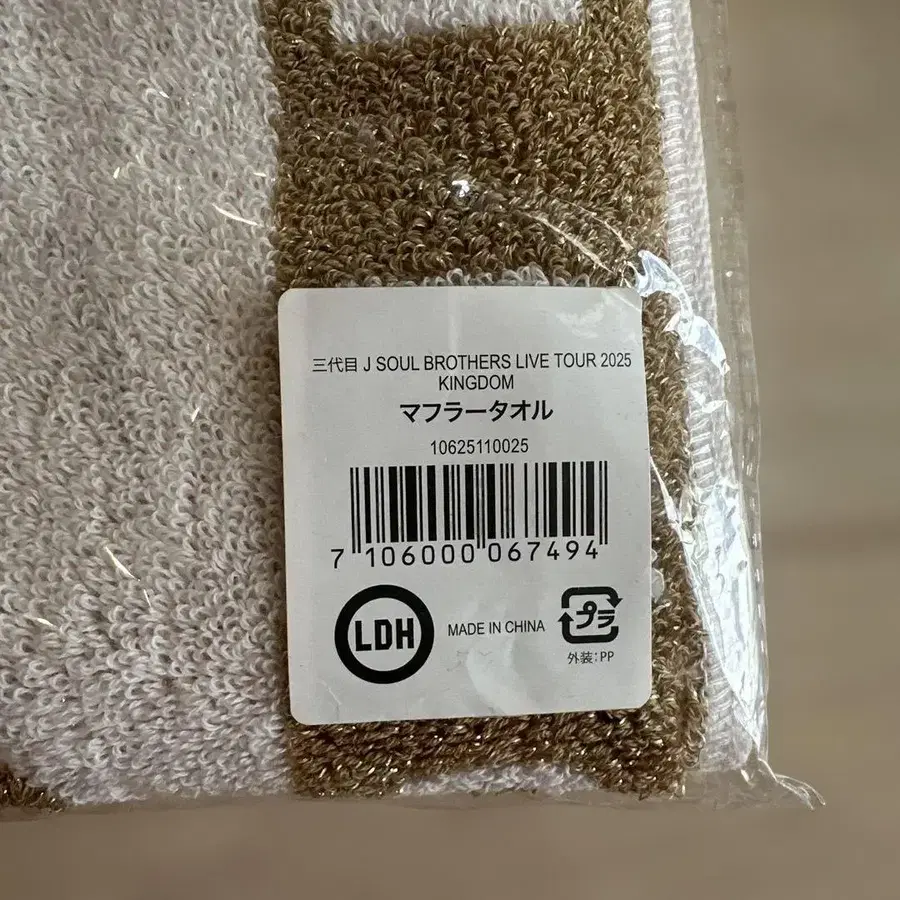 三代目 J SOUL BROTHERS LIVE TOUR 2025
KINGDOM
マフラータオル
10625110025
7 106000 067494
LDH
MADE IN CHINA
プラ
外装:PP